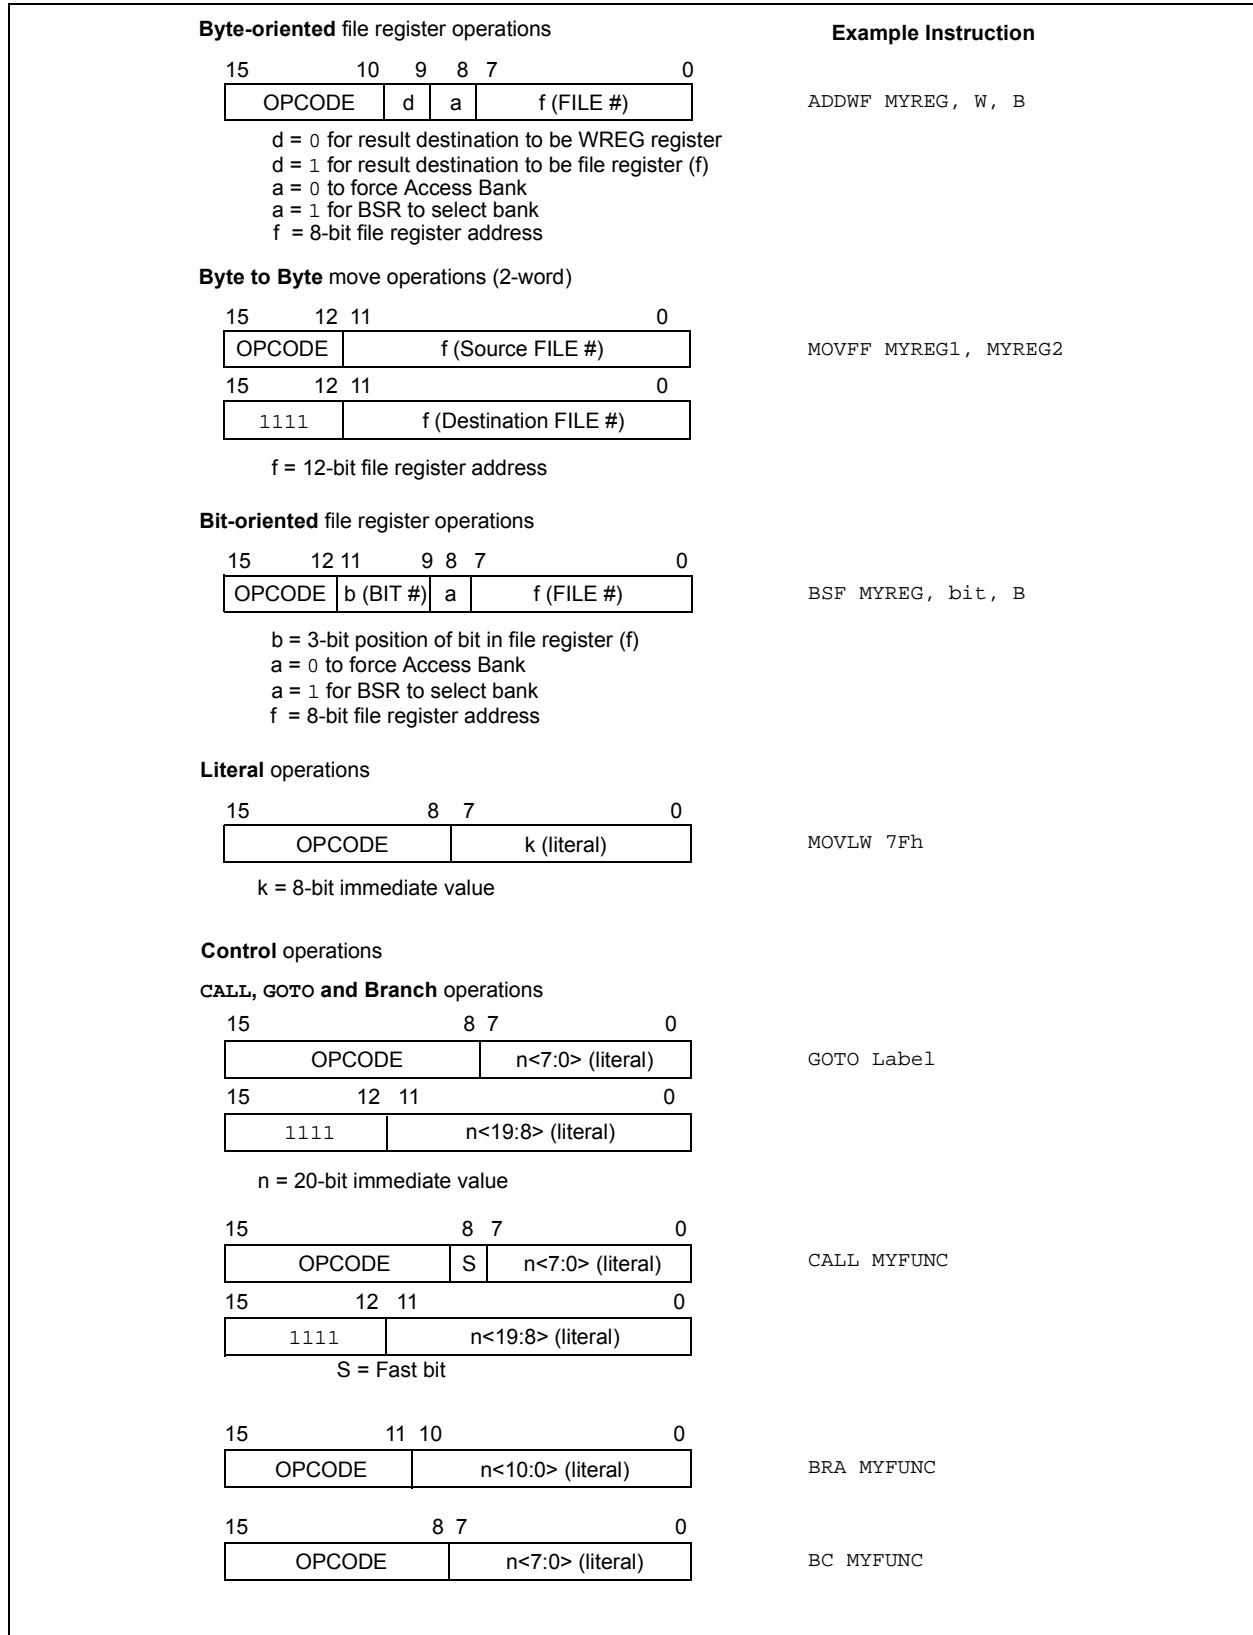 Byte-oriented file register operations
Example Instruction
15 10 9 8 7 0
OPCODE d a f (FILE #)
ADDWF MYREG, W, B
d = 0 for result destination to be WREG register
d = 1 for result destination to be file register (f)
a = 0 to force Access Bank
a = 1 for BSR to select bank
f = 8-bit file register address
Byte to Byte move operations (2-word)
15 12 11 0
OPCODE f (Source FILE #)
MOVFF MYREG1, MYREG2
15 12 11 0
1111 f (Destination FILE #)
f = 12-bit file register address
Bit-oriented file register operations
15 12 11 9 8 7 0
OPCODE b (BIT #) a f (FILE #)
BSF MYREG, bit, B
b = 3-bit position of bit in file register (f)
a = 0 to force Access Bank
a = 1 for BSR to select bank
f = 8-bit file register address
Literal operations
15 8 7 0
OPCODE k (literal)
MOVLW 7Fh
k = 8-bit immediate value
Control operations
CALL, GOTO and Branch operations
15 8 7 0
OPCODE n<7:0> (literal)
GOTO Label
15 12 11 0
1111 n<19:8> (literal)
n = 20-bit immediate value
15 8 7 0
OPCODE S n<7:0> (literal)
CALL MYFUNC
15 12 11 0
1111 n<19:8> (literal)
S = Fast bit
15 11 10 0
OPCODE n<10:0> (literal)
BRA MYFUNC
15 8 7 0
OPCODE n<7:0> (literal)
BC MYFUNC